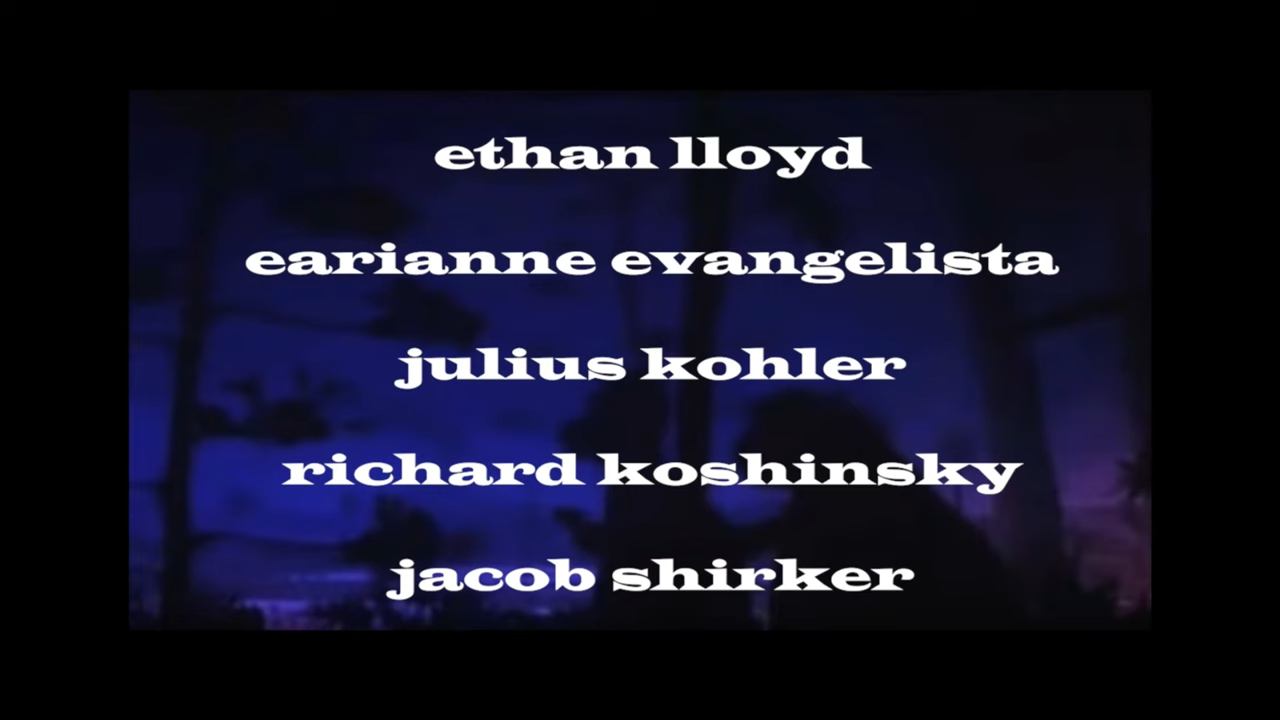 ethan lloyd
earianne evangelista
julius kohler
richard koshinsky
jacob shirker